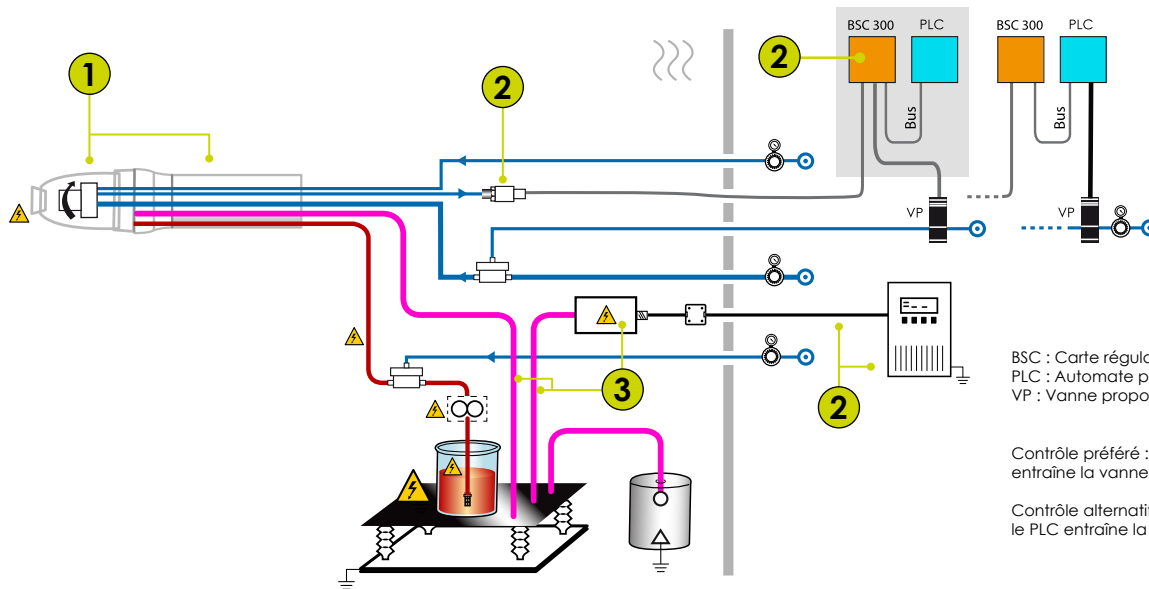 BSC 300 PLC
BSC 300 PLC
1
2
2
Bus
Bus
VP
VP
3
2
BSC : Carte régula
PLC : Automate p
VP : Vanne propo
Contrôle préféré :
entraîne la vanne
Contrôle alternatif
le PLC entraîne la